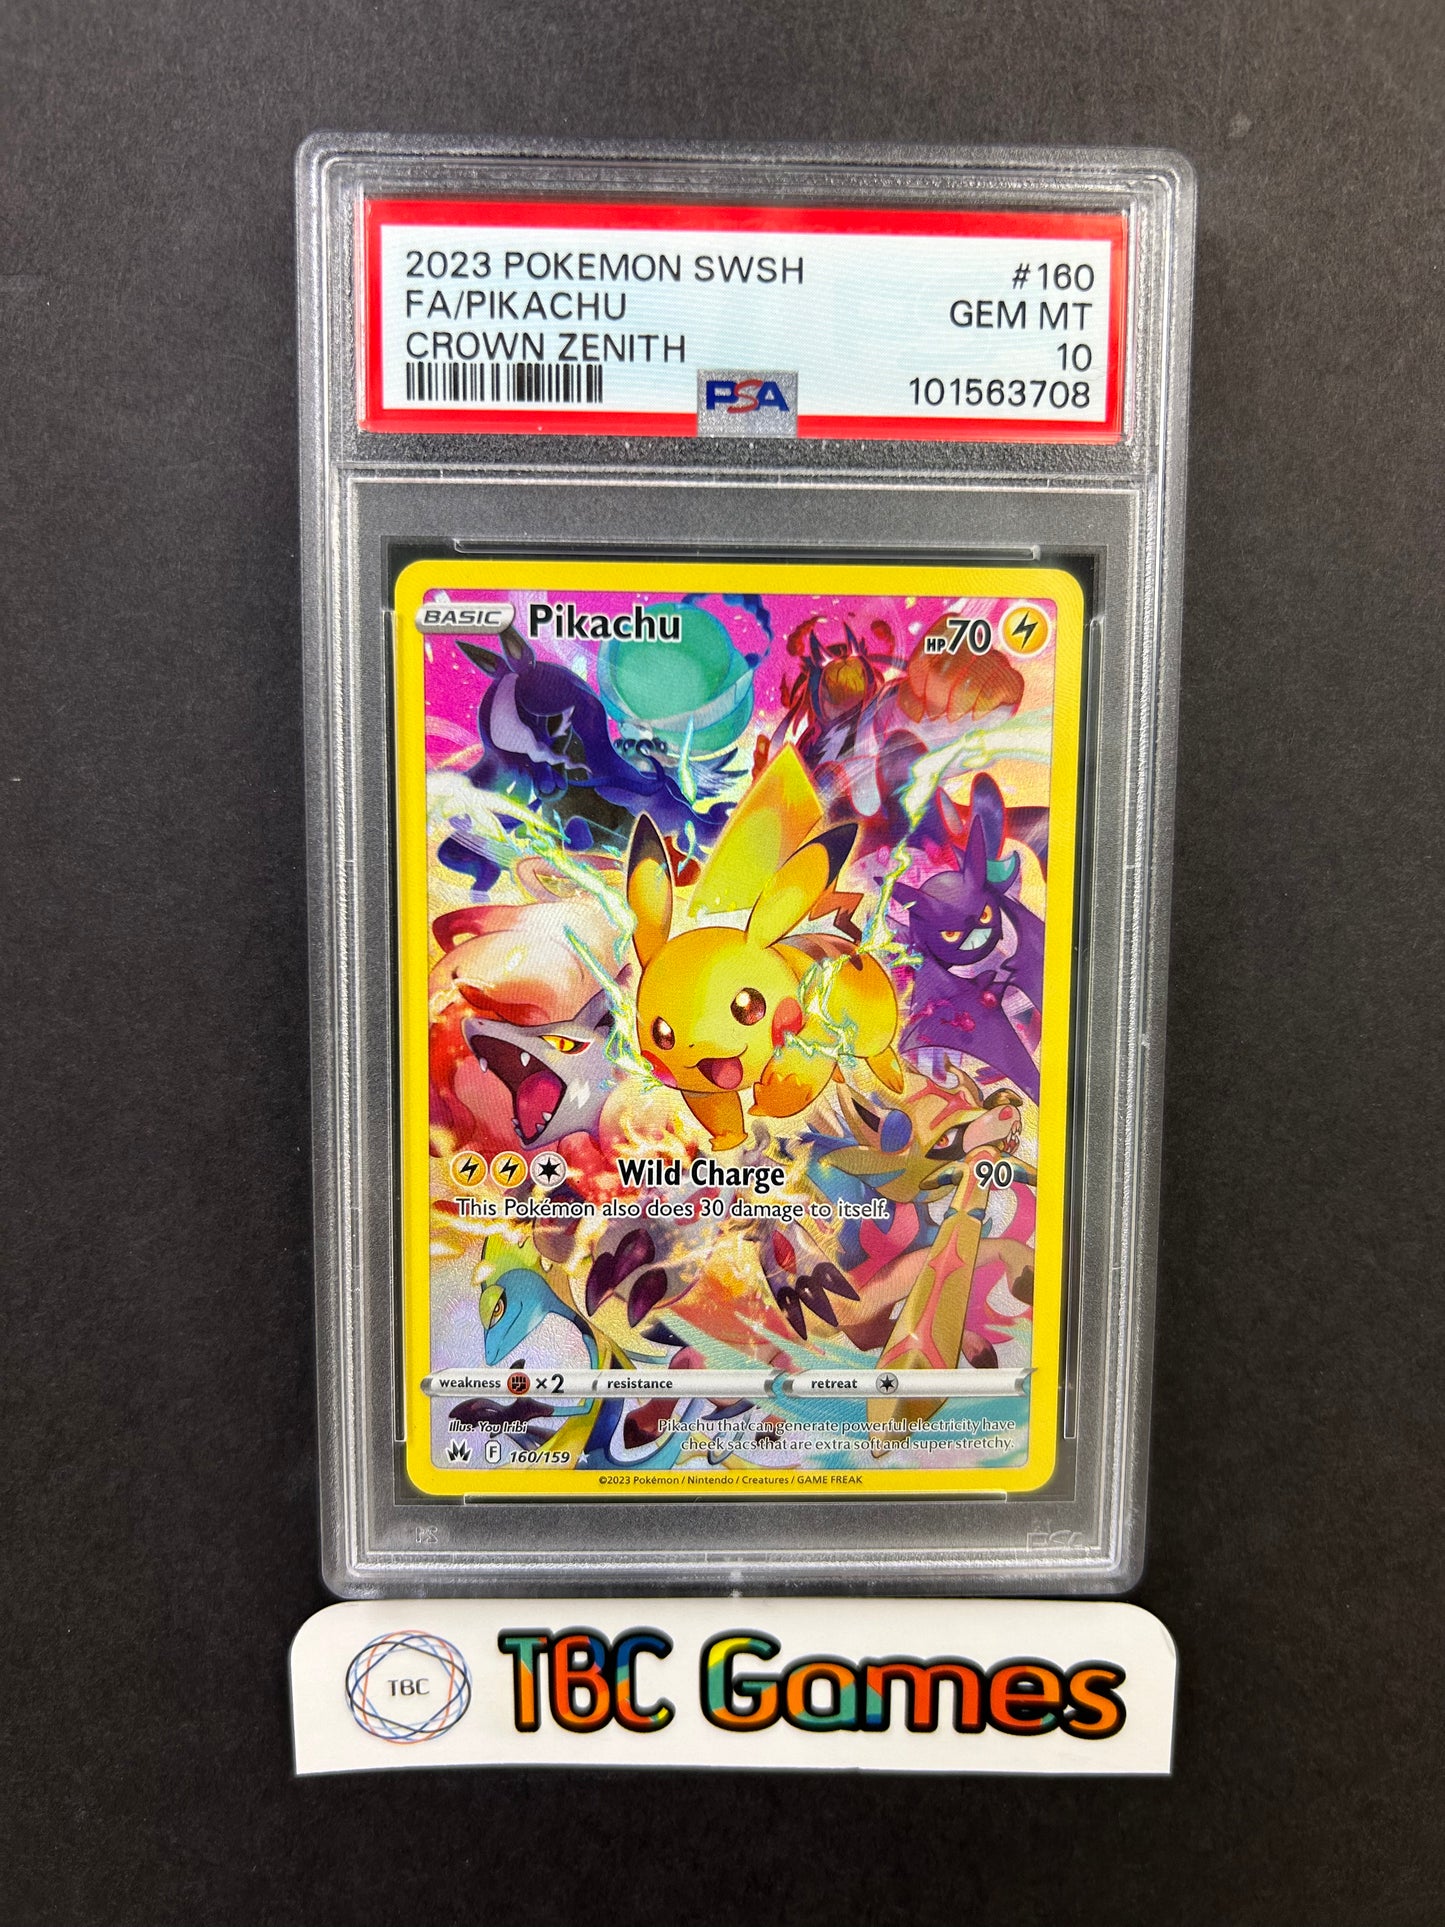 2023 POKEMON SWSH #160
FA/PIKACHU GEM MT
CROWN ZENITH 10
PSA 101563708
BASIC Pikachu HP 70
Wild Charge 90
This Pokémon also does 30 damage to itself.
weakness ×2 resistance retreat
Illus. You Iribi
Pikachu that can generate powerful electricity have
cheek sacs that are extra soft and super stretchy.
F 160/159
©2023 Pokémon / Nintendo / Creatures / GAME FREAK
PSA
TBC TBC Games